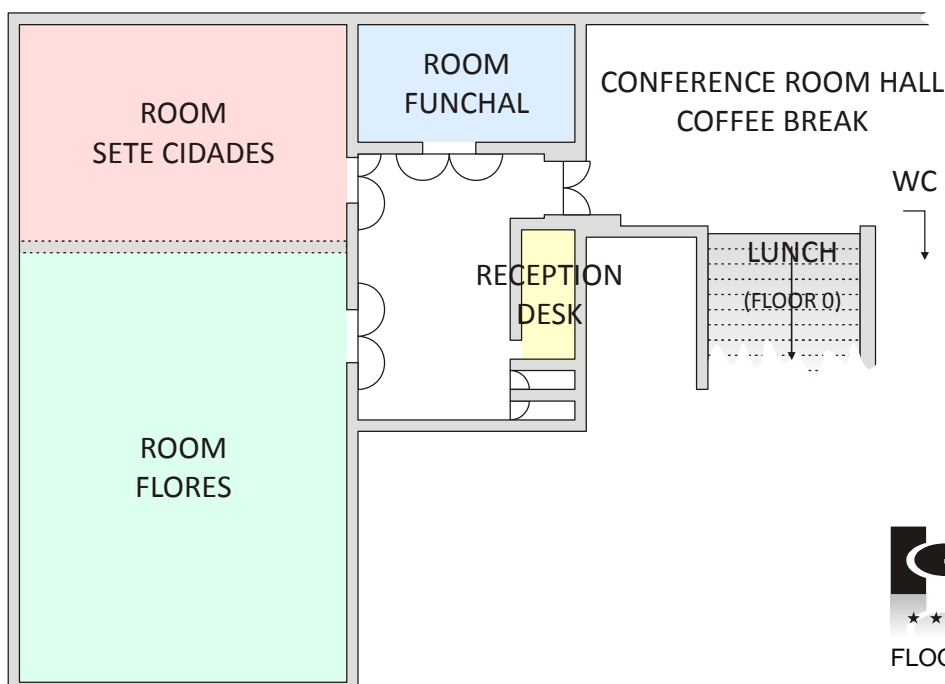 ROOM
FUNCHAL
CONFERENCE ROOM HALL
COFFEE BREAK
ROOM
SETE CIDADES
WC
LUNCH
(FLOOR 0)
RECEPTION
DESK
ROOM
FLORES